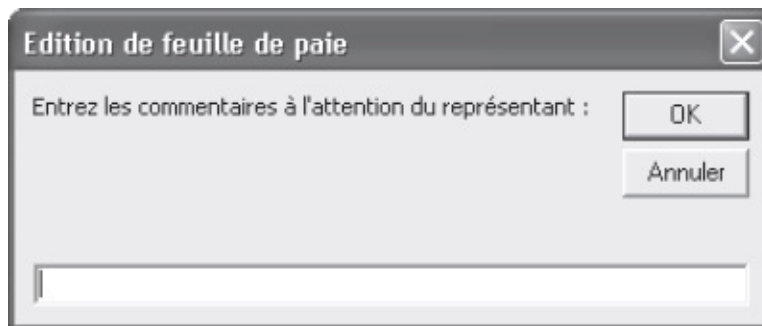 Edition de feuille de paie
Entrez les commentaires à l'attention du représentant :
OK
Annuler